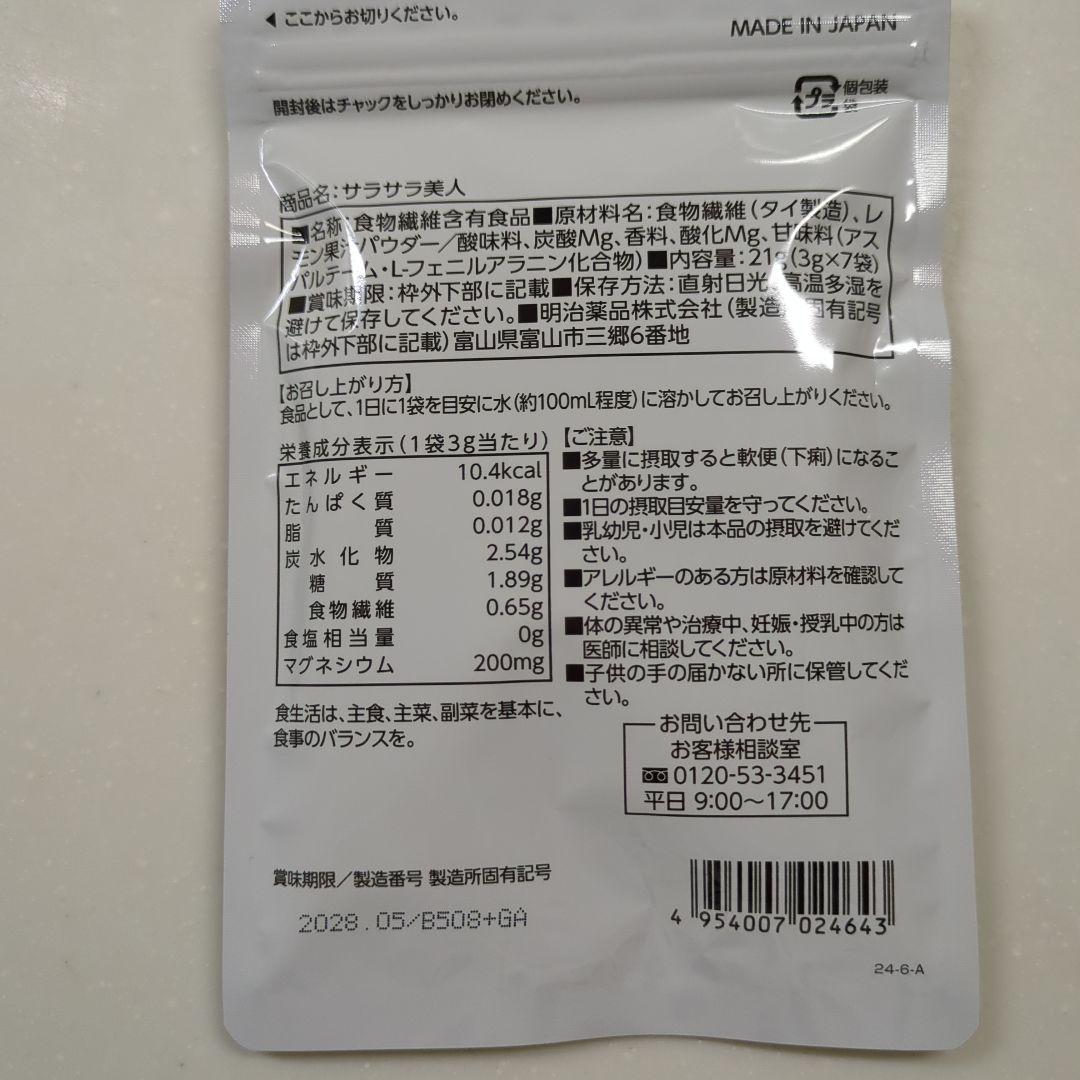 ◀ ここからお切りください。
MADE IN JAPAN
開封後はチャックをしっかりお閉めください。
プラ
個包装
袋
商品名：サラサラ美人
■名称：食物繊維含有食品■原材料名：食物繊維（タイ製造）、レ
モン果汁パウダー／酸味料、炭酸Mg、香料、酸化Mg、甘味料（アス
パルテーム・L-フェニルアラニン化合物）■内容量：21g（3g×7袋）
■賞味期限：枠外下部に記載■保存方法：直射日光、高温多湿を
避けて保存してください。■明治薬品株式会社（製造所固有記号
は枠外下部に記載）富山県富山市三郷6番地
【お召し上がり方】
食品として、1日に1袋を目安に水（約100mL程度）に溶かしてお召し上がりください。
栄養成分表示（1袋3g当たり）
エネルギー 10.4kcal
たんぱく質 0.018g
脂質 0.012g
炭水化物 2.54g
糖質 1.89g
食物繊維 0.65g
食塩相当量 0g
マグネシウム 200mg
食生活は、主食、主菜、副菜を基本に、
食事のバランスを。
【ご注意】
■多量に摂取すると軟便（下痢）になるこ
とがあります。
■1日の摂取目安量を守ってください。
■乳幼児・小児は本品の摂取を避けてくだ
さい。
■アレルギーのある方は原材料を確認して
ください。
■体の異常や治療中、妊娠・授乳中の方は
医師に相談してください。
■子供の手の届かない所に保管してくだ
さい。
お問い合わせ先
お客様相談室
0120-53-3451
平日 9:00～17:00
賞味期限／製造番号 製造所固有記号
2028.05/B508+GA
4 954007 024643
24-6-A